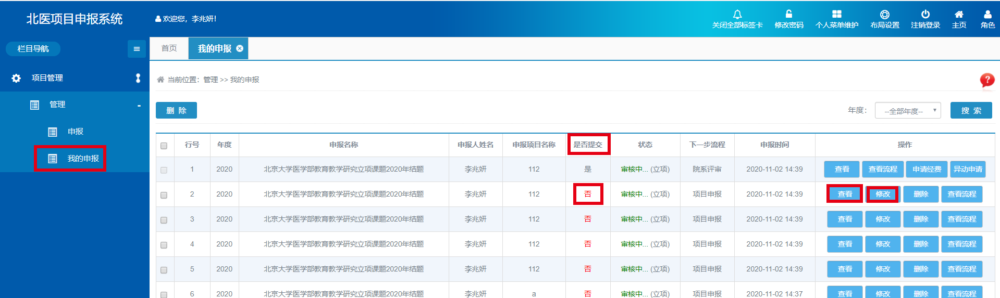 北医项目申报系统
欢迎您，李兆妍！
关闭全部标签卡 修改密码 个人菜单维护 布局设置 注销登录 主页 角色
栏目导航
首页 我的申报
项目管理
管理
申报
我的申报
当前位置：管理 >> 我的申报
删 除
年度： --全部年度-- 搜 索
行号 年度 申报名称 申报人姓名 申报项目名称 是否提交 状态 下一步流程 申报时间 操作
1 2020 北京大学医学部教育教学研究立项课题2020年结题 李兆妍 112 是 审核中... (立项) 院系评审 2020-11-02 14:39 查看 查看流程 申请经费 异动申请
2 2020 北京大学医学部教育教学研究立项课题2020年结题 李兆妍 112 否 审核中... (立项) 项目申报 2020-11-02 14:39 查看 修改 删除 查看流程
3 2020 北京大学医学部教育教学研究立项课题2020年结题 李兆妍 112 否 审核中... (立项) 项目申报 2020-11-02 14:39 查看 修改 删除 查看流程
4 2020 北京大学医学部教育教学研究立项课题2020年结题 李兆妍 112 否 审核中... (立项) 项目申报 2020-11-02 14:39 查看 修改 删除 查看流程
5 2020 北京大学医学部教育教学研究立项课题2020年结题 李兆妍 112 否 审核中... (立项) 项目申报 2020-11-02 14:39 查看 修改 删除 查看流程
6 2020 北京大学医学部教育教学研究立项课题2020年结题 李兆妍 a 否 审核中... (立项) 项目申报 2020-11-02 14:37 查看 修改 删除 查看流程